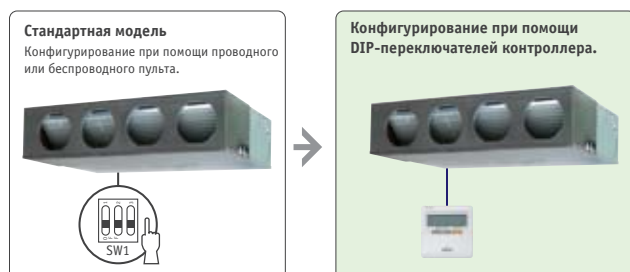 Стандартная модель
Конфигурирование при помощи проводного
или беспроводного пульта.
SW1
Конфигурирование при помощи
DIP-переключателей контроллера.